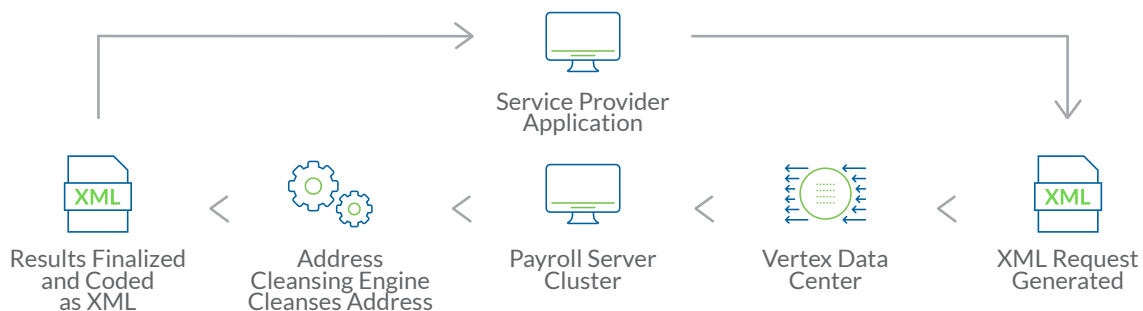 Service Provider
Application
XML
Results Finalized
and Coded
as XML
Address
Cleansing Engine
Cleanses Address
Payroll Server
Cluster
Vertex Data
Center
XML
XML Request
Generated